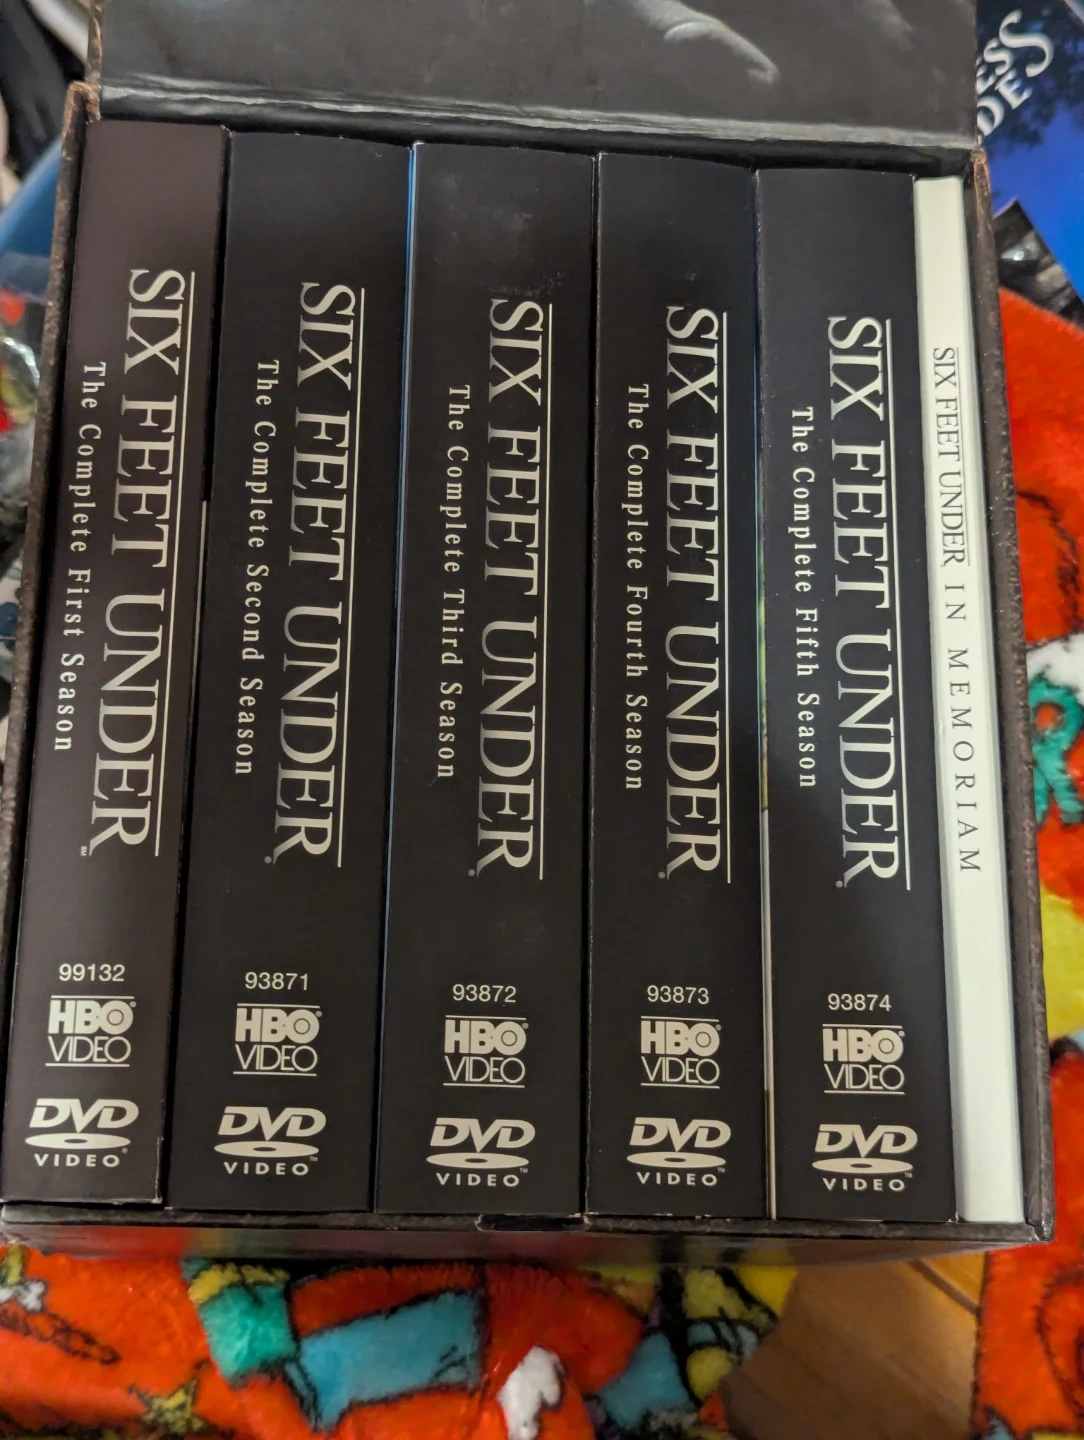 SIX FEET UNDER
The Complete First Season
99132
HBO
VIDEO
DVD
VIDEO
SIX FEET UNDER
The Complete Second Season
93871
HBO
VIDEO
DVD
VIDEO
SIX FEET UNDER
The Complete Third Season
93872
HBO
VIDEO
DVD
VIDEO
SIX FEET UNDER
The Complete Fourth Season
93873
HBO
VIDEO
DVD
VIDEO
SIX FEET UNDER
The Complete Fifth Season
93874
HBO
VIDEO
DVD
VIDEO
SIX FEET UNDER IN MEMORIAM